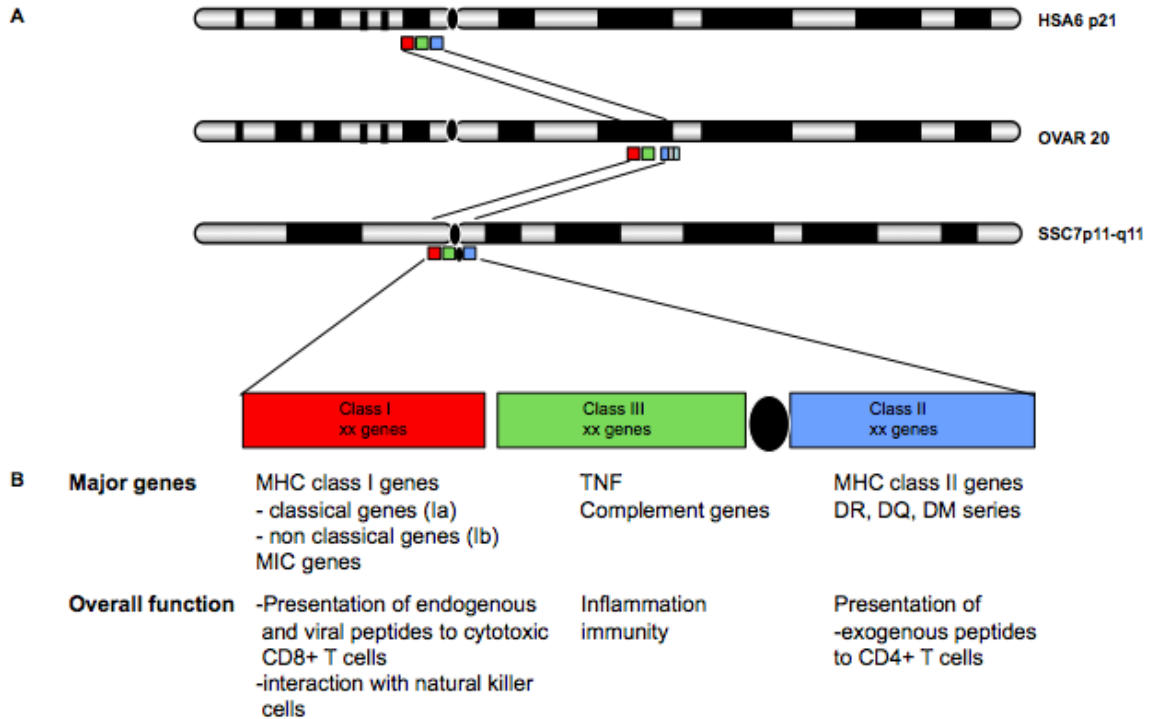 A
HSA6 p21
OVAR 20
SSC7p11-q11
Class I
xx genes
Class III
xx genes
Class II
xx genes
B
Major genes
MHC class I genes
- classical genes (Ia)
- non classical genes (Ib)
MIC genes
TNF
Complement genes
MHC class II genes
DR, DQ, DM series
Overall function
-Presentation of endogenous
and viral peptides to cytotoxic
CD8+ T cells
-interaction with natural killer
cells
Inflammation
immunity
Presentation of
-exogenous peptides
to CD4+ T cells